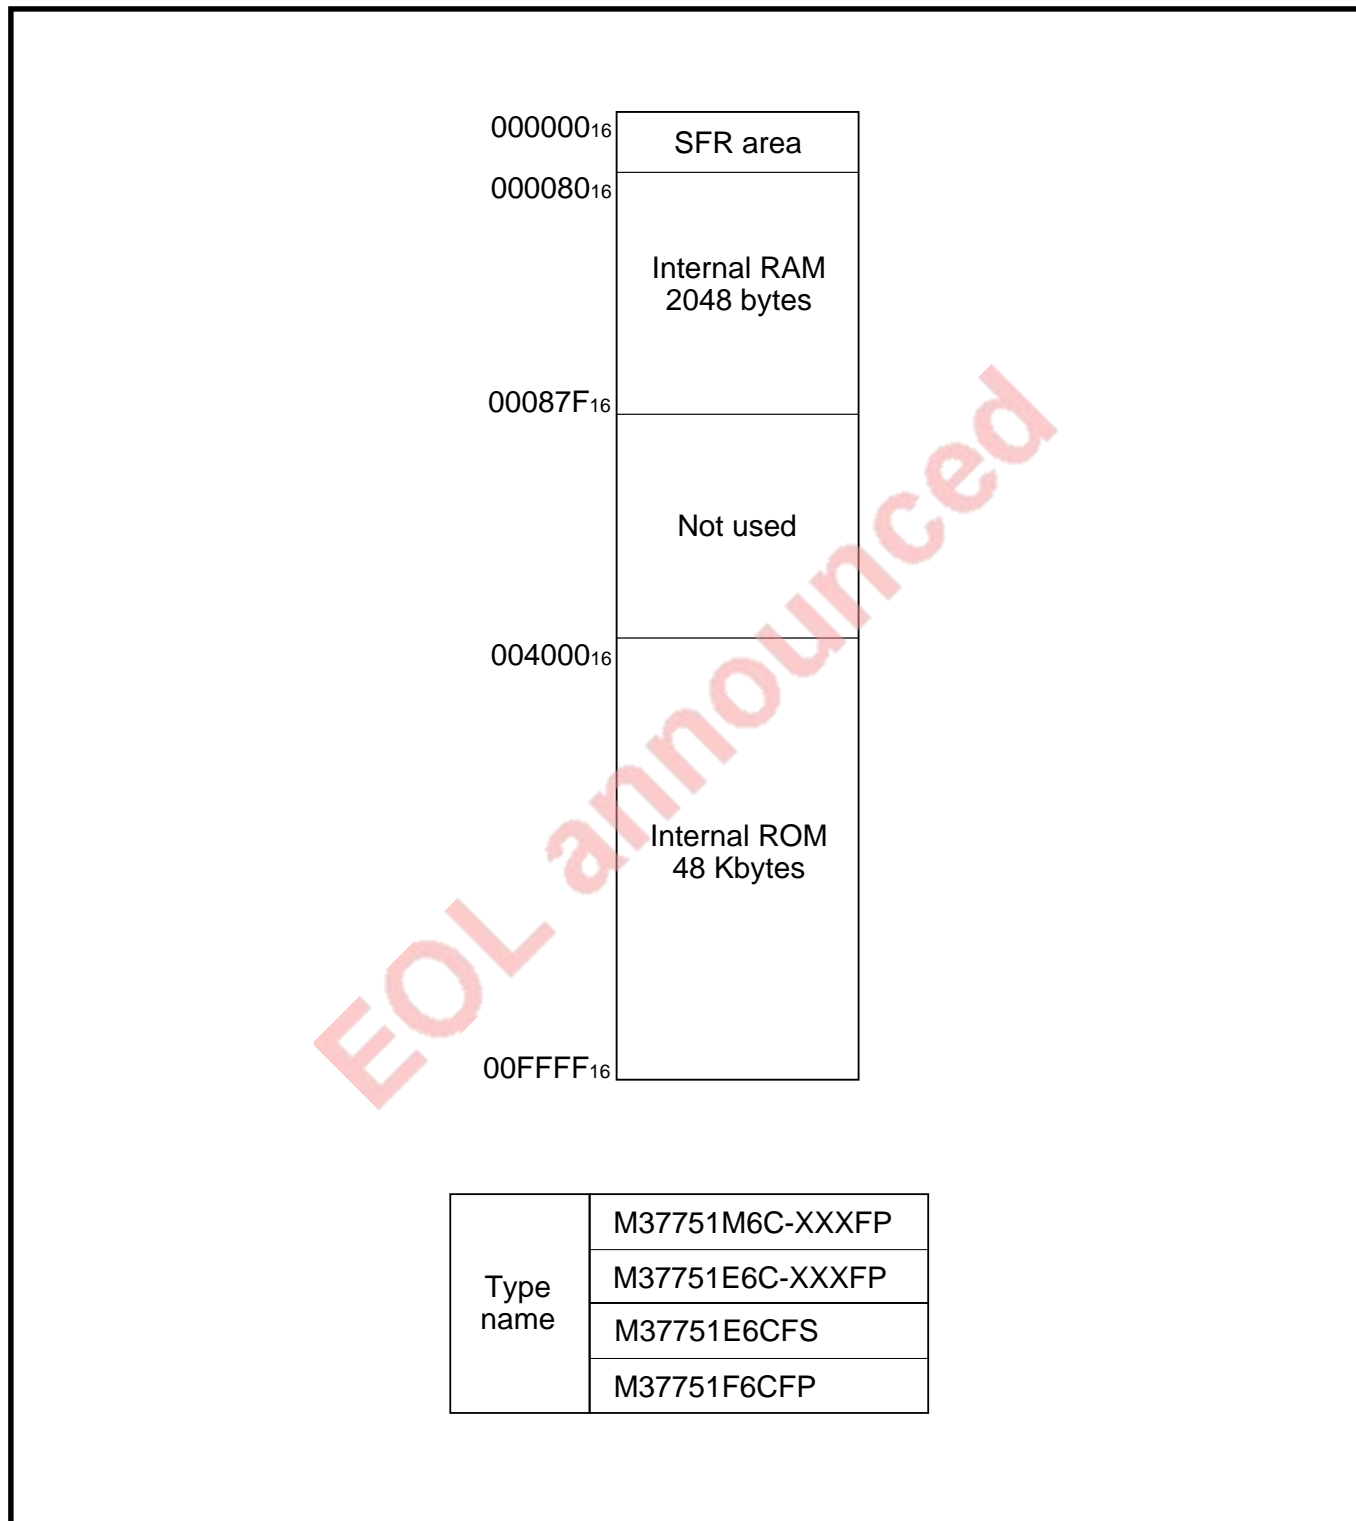 000000₁₆
SFR area
000080₁₆
Internal RAM
2048 bytes
00087F₁₆
Not used
004000₁₆
Internal ROM
48 Kbytes
00FFFF₁₆
EOL announced
Type
name
M37751M6C-XXXFP
M37751E6C-XXXFP
M37751E6CFS
M37751F6CFP